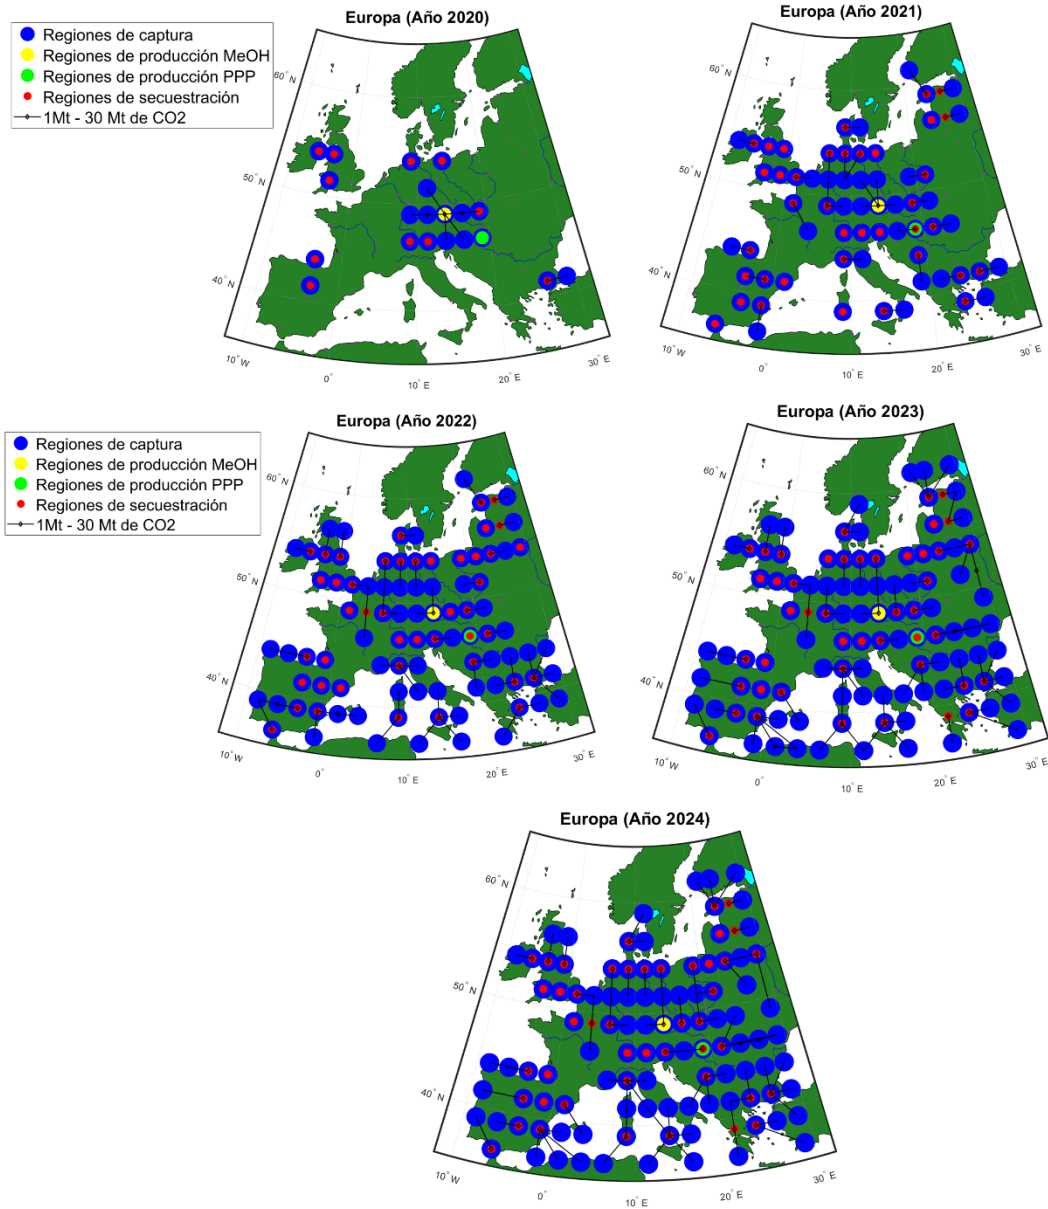 Europa (Año 2020)
Regiones de captura
Regiones de producción MeOH
Regiones de producción PPP
Regiones de secuestración
1Mt - 30 Mt de CO2
60° N
50° N
40° N
10° W
0°
10° E
20° E
30° E
Europa (Año 2021)
60° N
50° N
40° N
10° W
0°
10° E
20° E
30° E
Europa (Año 2022)
Regiones de captura
Regiones de producción MeOH
Regiones de producción PPP
Regiones de secuestración
1Mt - 30 Mt de CO2
60° N
50° N
40° N
10° W
0°
10° E
20° E
30° E
Europa (Año 2023)
60° N
50° N
40° N
10° W
0°
10° E
20° E
30° E
Europa (Año 2024)
60° N
50° N
40° N
10° W
0°
10° E
20° E
30° E